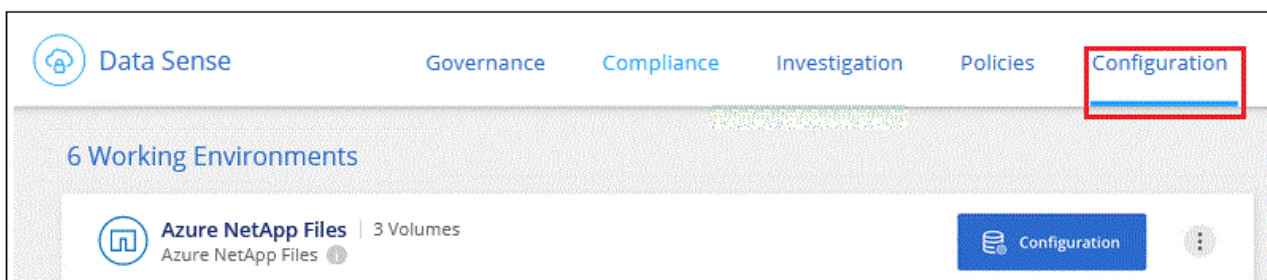 Data Sense Governance Compliance Investigation Policies Configuration
6 Working Environments
Azure NetApp Files | 3 Volumes
Azure NetApp Files
Configuration